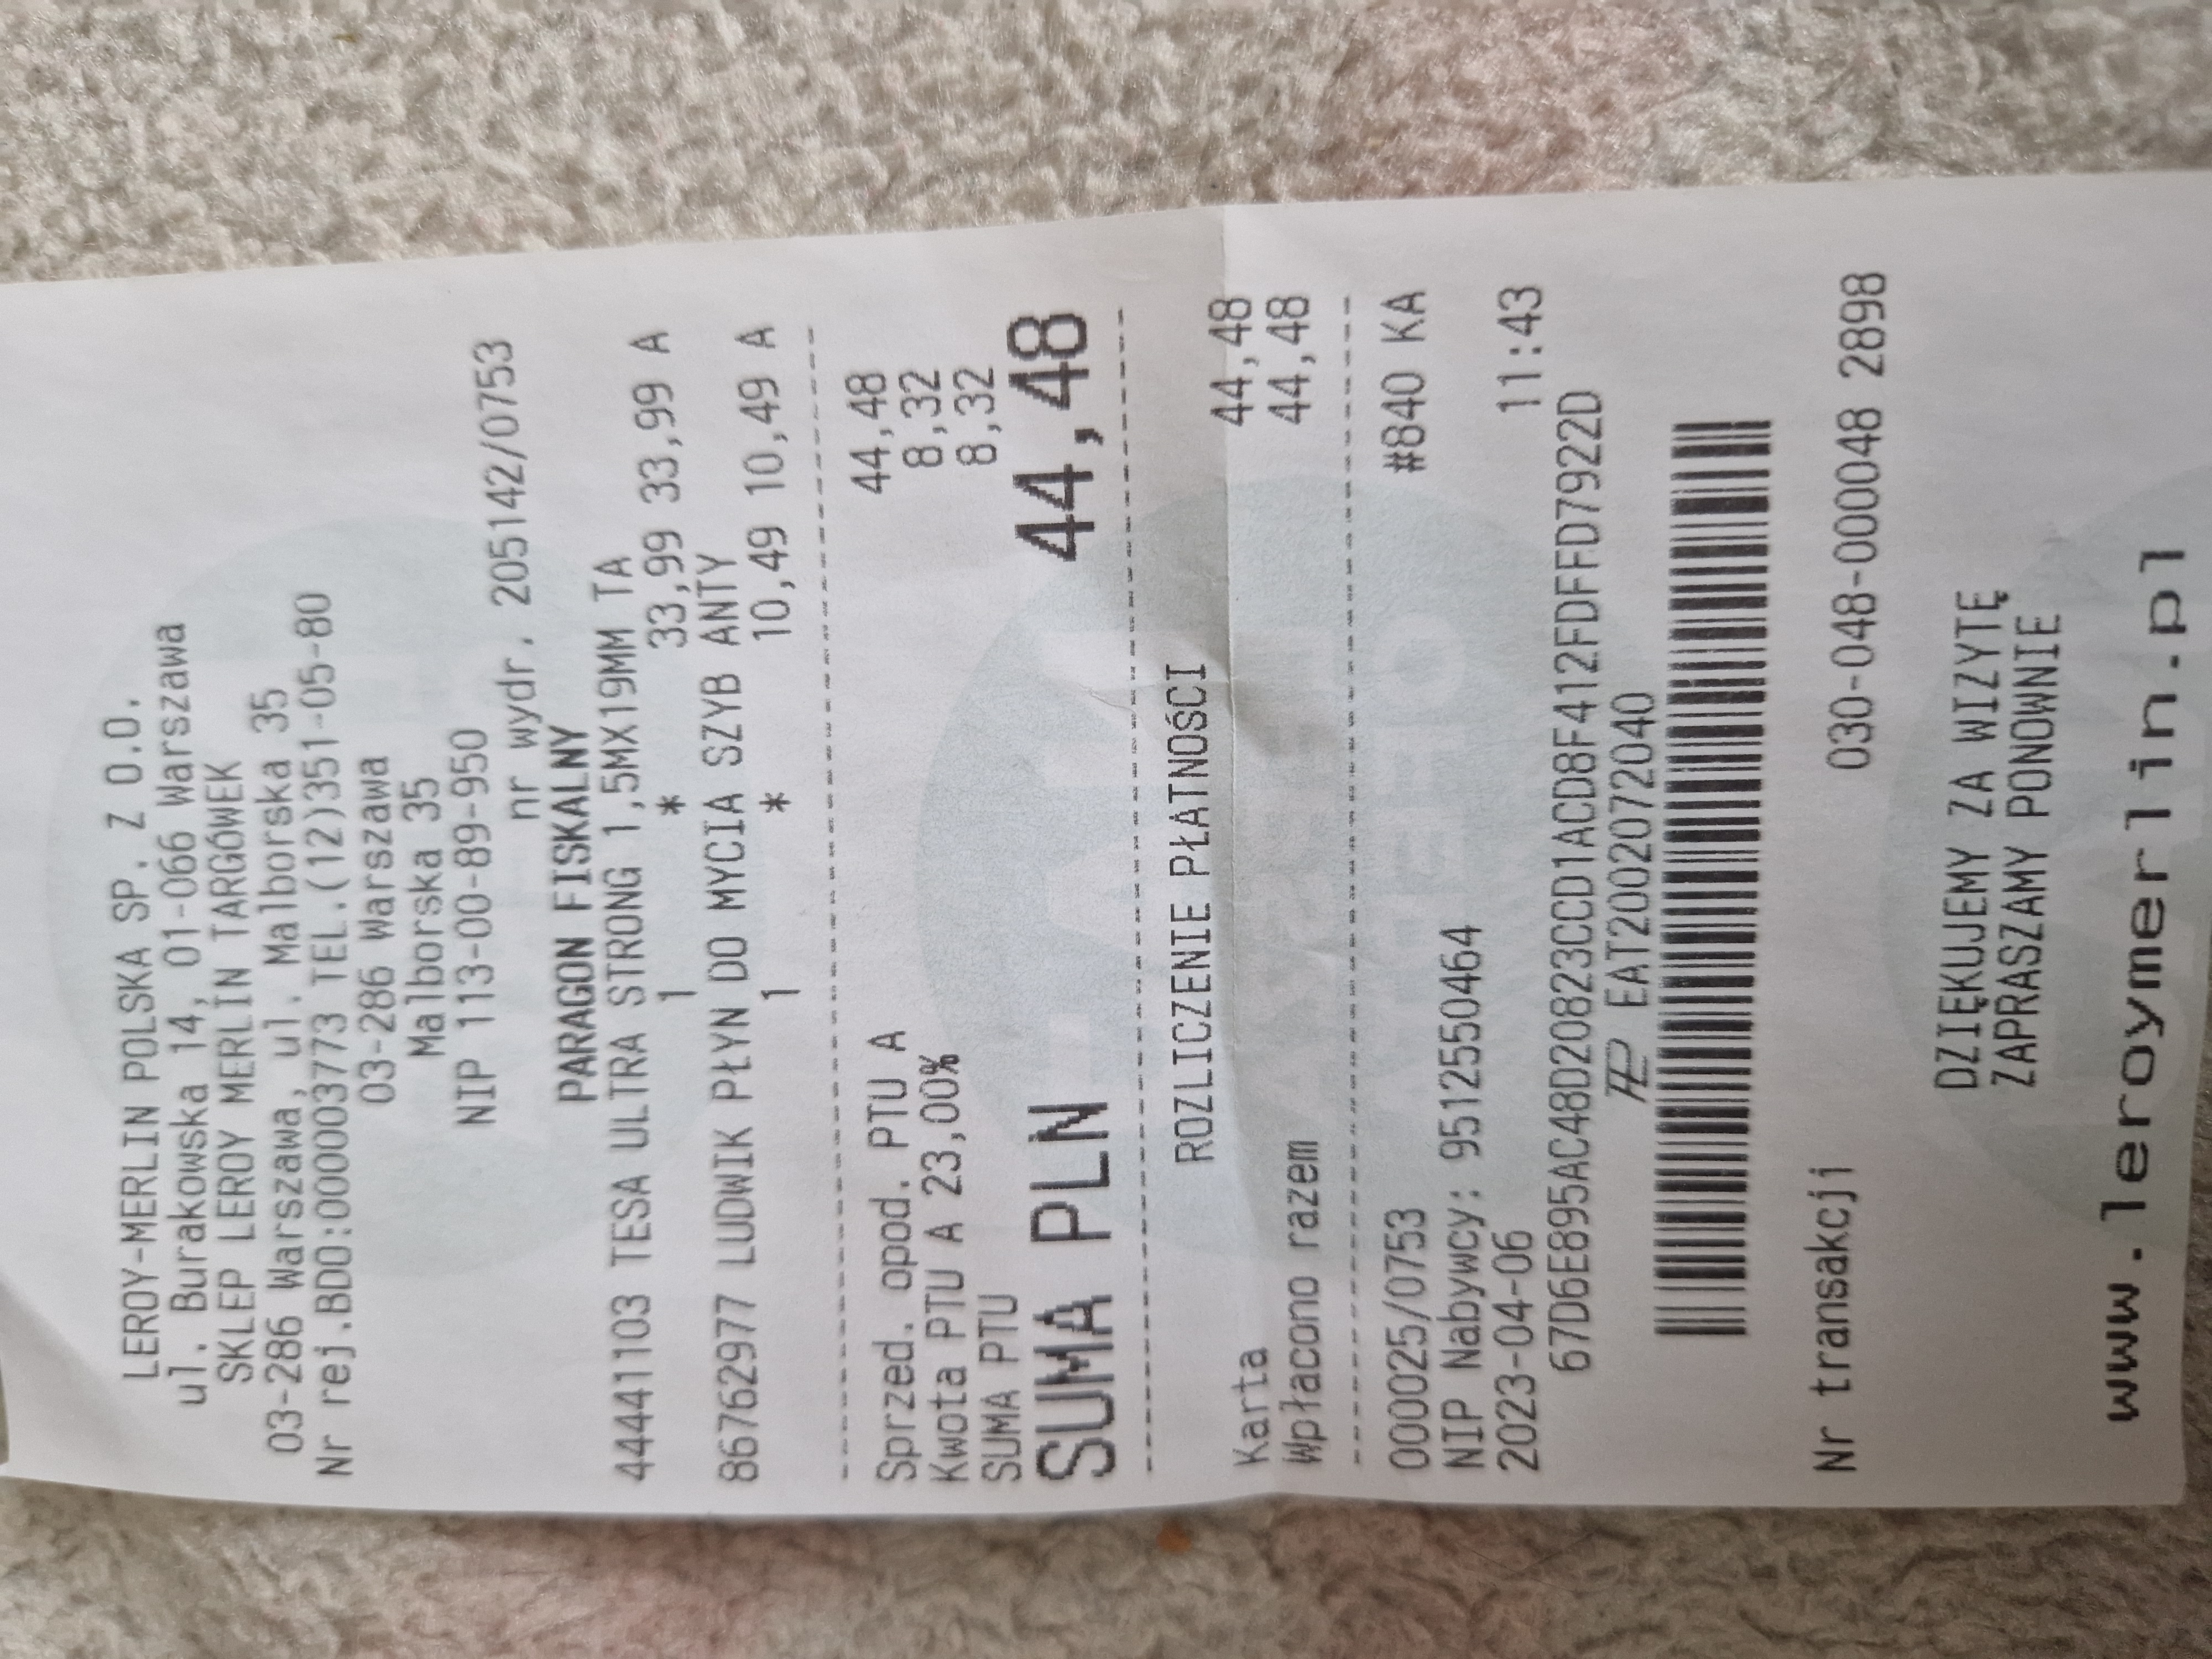 LEROY-MERLIN POLSKA SP. Z O.O.
ul. Burakowska 14, 01-066 Warszawa
SKLEP LEROY MERLIN TARGÓWEK
03-286 Warszawa, ul. Malborska 35
Nr rej.BDO:000003773 TEL.(12)351-05-80
03-286 Warszawa
Malborska 35
NIP 113-00-89-950
nr wydr. 205142/0753
PARAGON FISKALNY
44441103 TESA ULTRA STRONG 1,5MX19MM TA
1 * 33,99 33,99 A
86762977 LUDWIK PŁYN DO MYCIA SZYB ANTY
1 * 10,49 10,49 A
Sprzed. opod. PTU A 44,48
Kwota PTU A 23,00% 8,32
SUMA PTU 8,32
SUMA PLN 44,48
ROZLICZENIE PŁATNOŚCI
Karta 44,48
Wpłacono razem 44,48
000025/0753 #840 KA
NIP Nabywcy: 9512550464
2023-04-06 11:43
67D6E895AC48D20823CCD1ACD8F412FDFFD7922D
EAT2002072040
Nr transakcji 030-048-000048 2898
DZIĘKUJEMY ZA WIZYTĘ
ZAPRASZAMY PONOWNIE
www.leroymerlin.pl